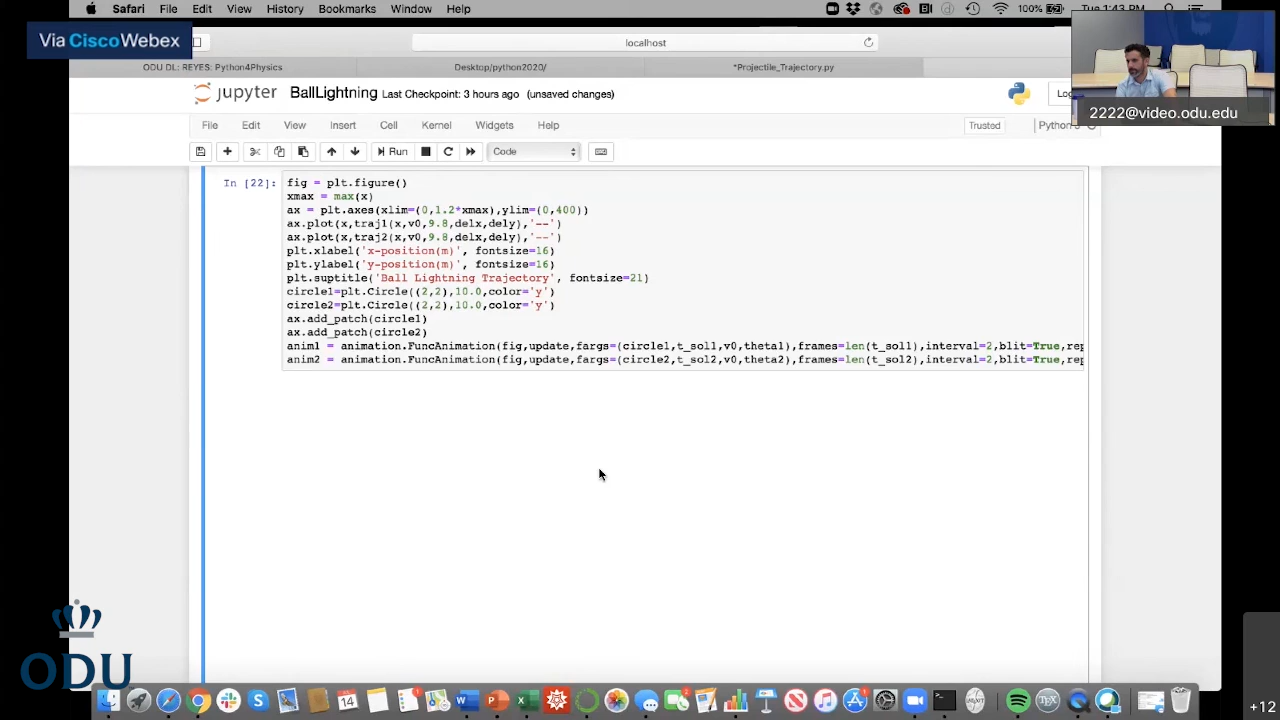 Safari File Edit View History Bookmarks Window Help
100% Tue 1:43 PM
Via Cisco Webex
localhost
ODU DL: REYES: Python4Physics
Desktop/python2020/
*Projectile_Trajectory.py
2222@video.odu.edu
jupyter BallLightning Last Checkpoint: 3 hours ago (unsaved changes)
File Edit View Insert Cell Kernel Widgets Help
Trusted
Run
Code
In [22]:
fig = plt.figure()
xmax = max(x)
ax = plt.axes(xlim=(0,1.2*xmax),ylim=(0,400))
ax.plot(x,traj1(x,v0,9.8,delx,dely),'--')
ax.plot(x,traj2(x,v0,9.8,delx,dely),'--')
plt.xlabel('x-position(m)', fontsize=16)
plt.ylabel('y-position(m)', fontsize=16)
plt.suptitle('Ball Lightning Trajectory', fontsize=21)
circle1=plt.Circle((2,2),10.0,color='y')
circle2=plt.Circle((2,2),10.0,color='y')
ax.add_patch(circle1)
ax.add_patch(circle2)
anim1 = animation.FuncAnimation(fig,update,fargs=(circle1,t_sol1,v0,theta1),frames=len(t_sol1),interval=2,blit=True,rep
anim2 = animation.FuncAnimation(fig,update,fargs=(circle2,t_sol2,v0,theta2),frames=len(t_sol2),interval=2,blit=True,rep
ODU
+12